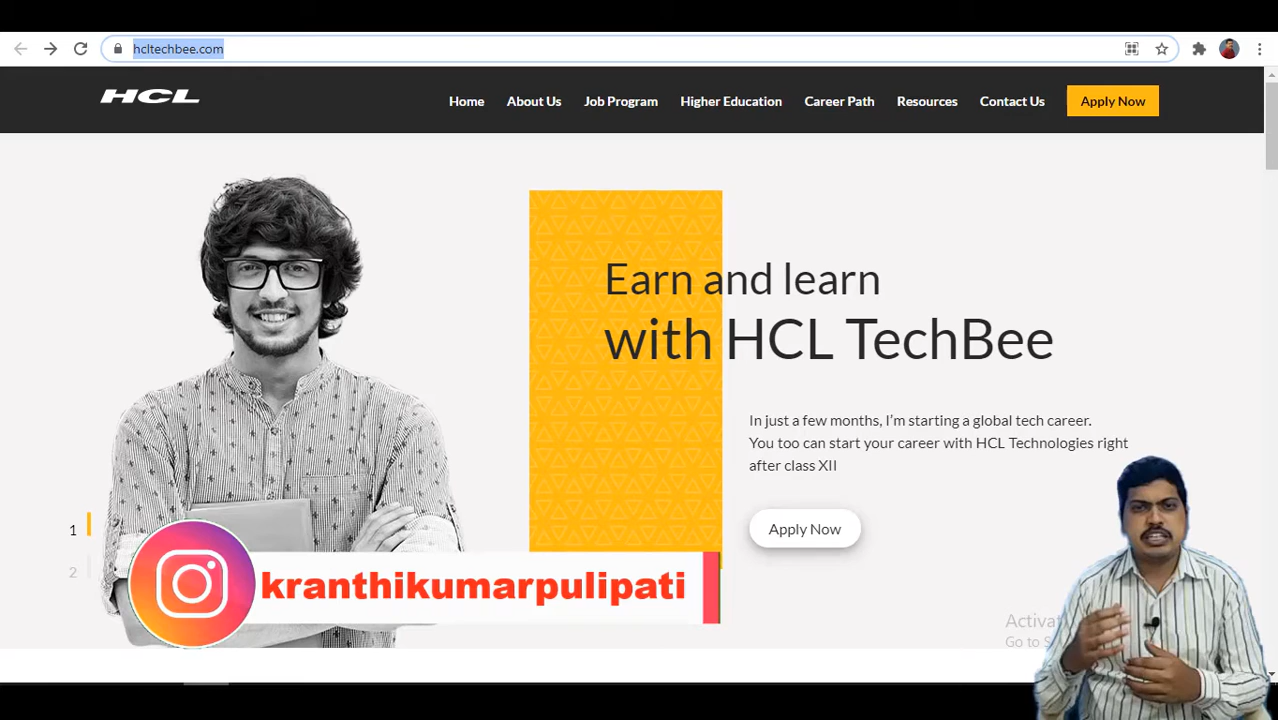 hcltechbee.com
HCL
Home About Us Job Program Higher Education Career Path Resources Contact Us Apply Now
Earn and learn
with HCL TechBee
In just a few months, I'm starting a global tech career.
You too can start your career with HCL Technologies right
after class XII
Apply Now
1
2
kranthikumarpulipati
Go to